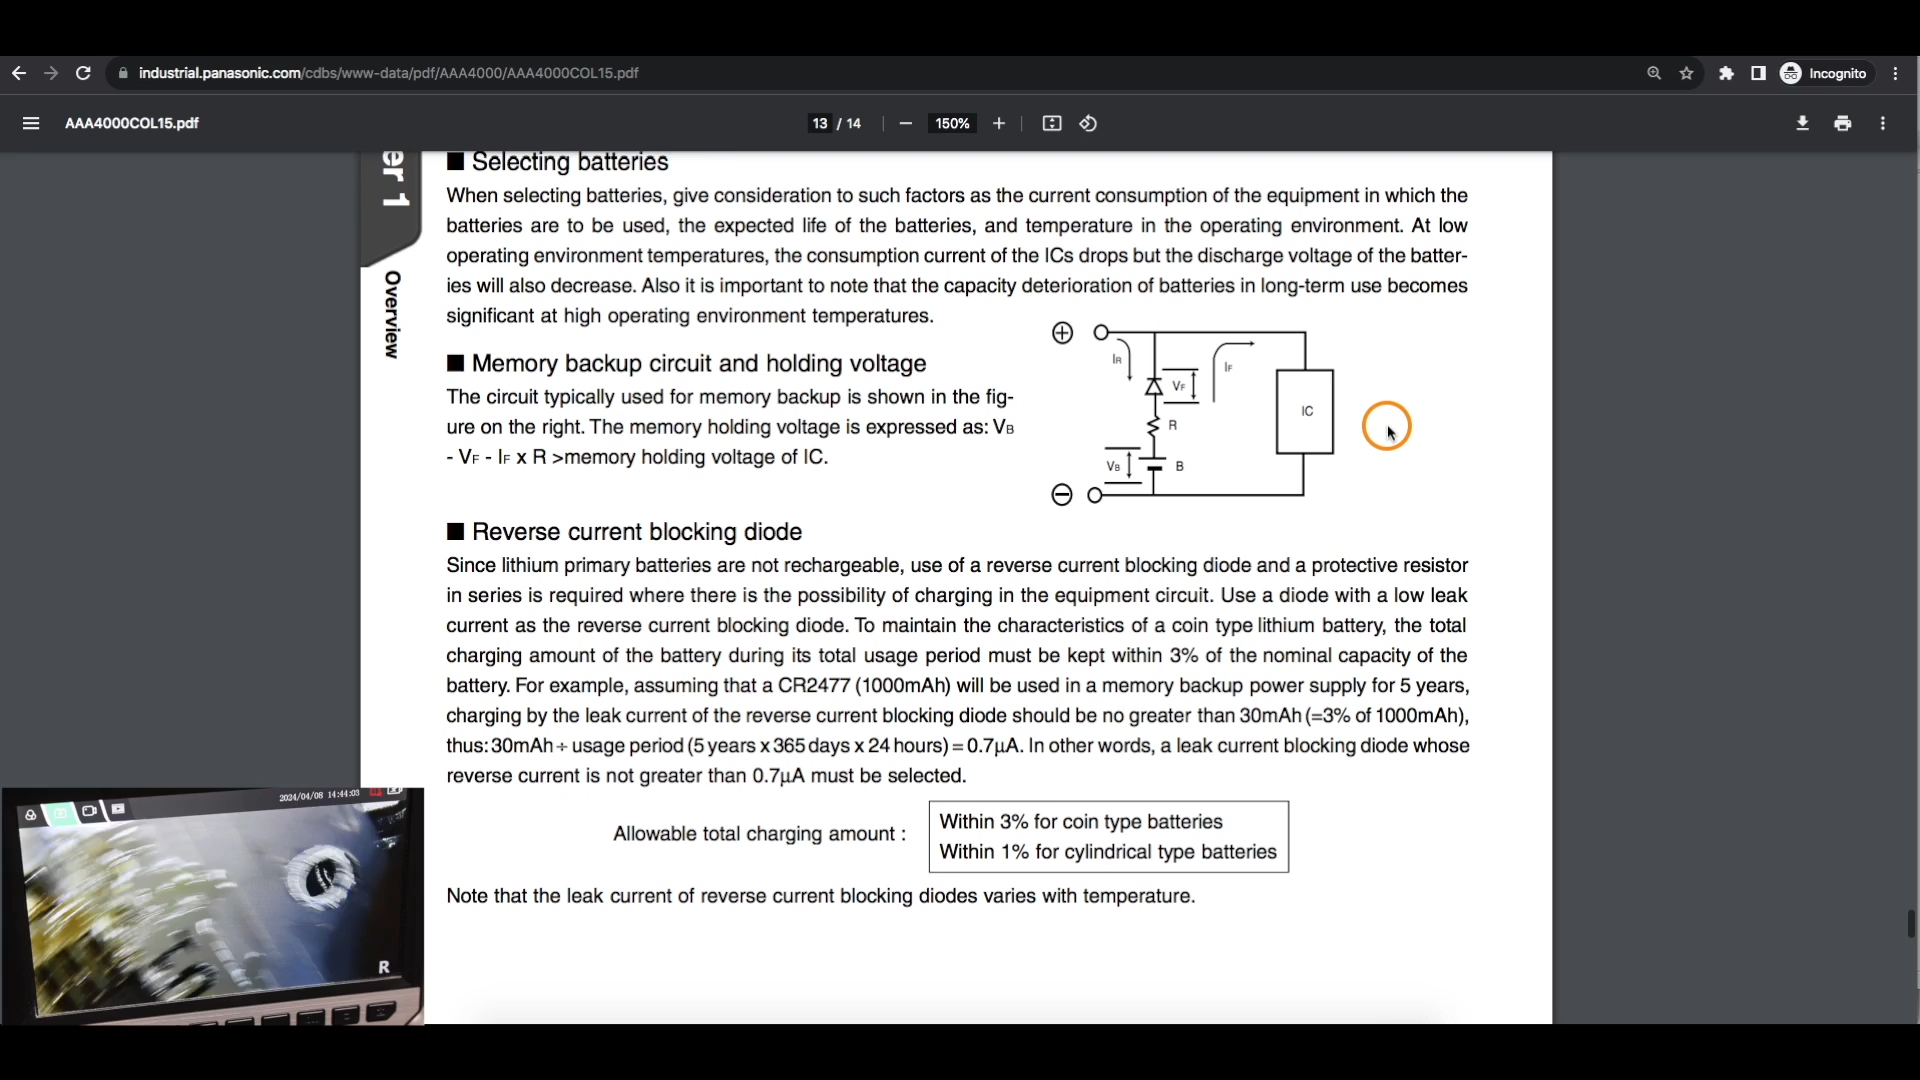 industrial.panasonic.com/cdbs/www-data/pdf/AAA4000/AAA4000COL15.pdf
Incognito
AAA4000COL15.pdf
13 / 14
150%
er 1
Overview
■ Selecting batteries
When selecting batteries, give consideration to such factors as the current consumption of the equipment in which the
batteries are to be used, the expected life of the batteries, and temperature in the operating environment. At low
operating environment temperatures, the consumption current of the ICs drops but the discharge voltage of the batter-
ies will also decrease. Also it is important to note that the capacity deterioration of batteries in long-term use becomes
significant at high operating environment temperatures.
■ Memory backup circuit and holding voltage
The circuit typically used for memory backup is shown in the fig-
ure on the right. The memory holding voltage is expressed as: VB
- VF - IF x R >memory holding voltage of IC.
⊕
IR
VF
IF
R
IC
VB
B
⊖
■ Reverse current blocking diode
Since lithium primary batteries are not rechargeable, use of a reverse current blocking diode and a protective resistor
in series is required where there is the possibility of charging in the equipment circuit. Use a diode with a low leak
current as the reverse current blocking diode. To maintain the characteristics of a coin type lithium battery, the total
charging amount of the battery during its total usage period must be kept within 3% of the nominal capacity of the
battery. For example, assuming that a CR2477 (1000mAh) will be used in a memory backup power supply for 5 years,
charging by the leak current of the reverse current blocking diode should be no greater than 30mAh (=3% of 1000mAh),
thus: 30mAh ÷ usage period (5 years x 365 days x 24 hours) = 0.7μA. In other words, a leak current blocking diode whose
reverse current is not greater than 0.7μA must be selected.
Allowable total charging amount :
Within 3% for coin type batteries
Within 1% for cylindrical type batteries
Note that the leak current of reverse current blocking diodes varies with temperature.
2024/04/08 14:44:03
R